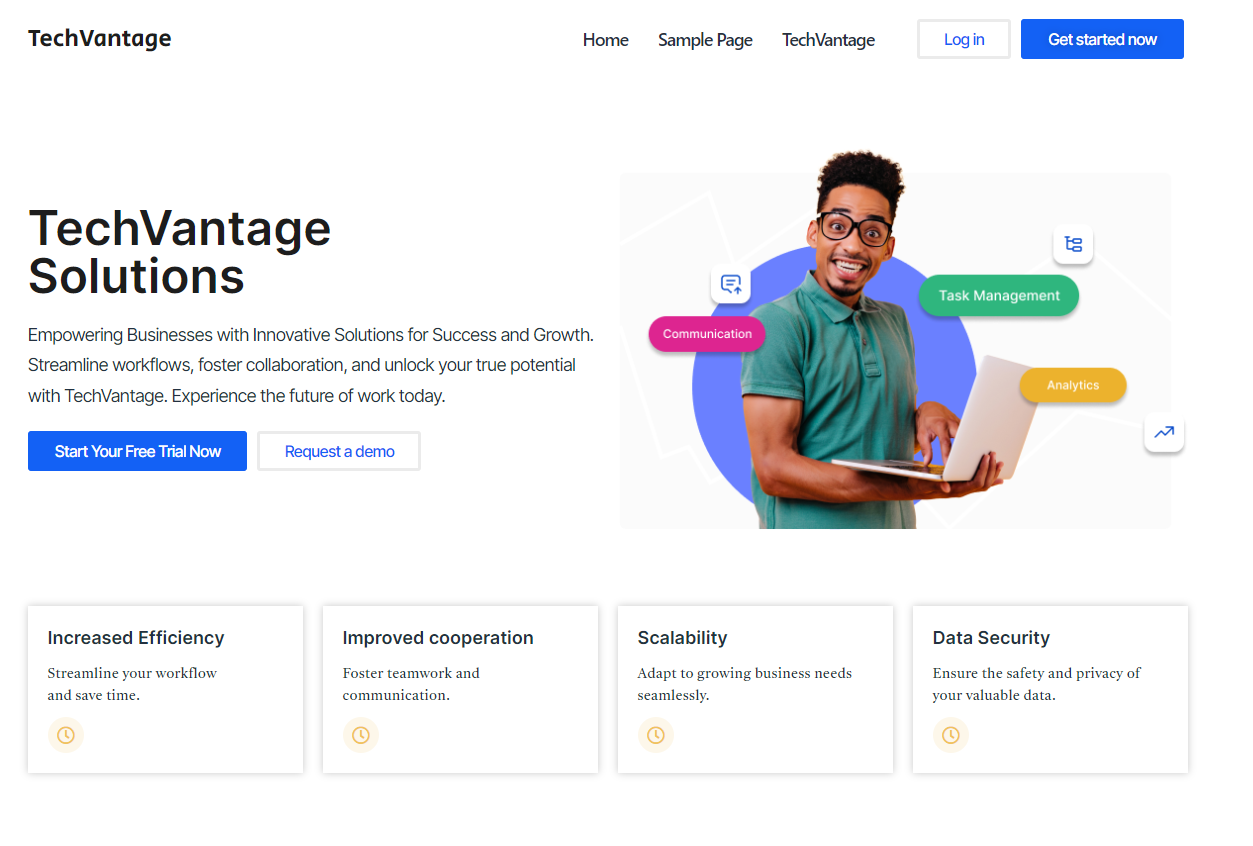 TechVantage
Home Sample Page TechVantage Log in Get started now
TechVantage
Solutions
Empowering Businesses with Innovative Solutions for Success and Growth.
Streamline workflows, foster collaboration, and unlock your true potential
with TechVantage. Experience the future of work today.
Start Your Free Trial Now Request a demo
Communication
Task Management
Analytics
Increased Efficiency
Streamline your workflow
and save time.
Improved cooperation
Foster teamwork and
communication.
Scalability
Adapt to growing business needs
seamlessly.
Data Security
Ensure the safety and privacy of
your valuable data.